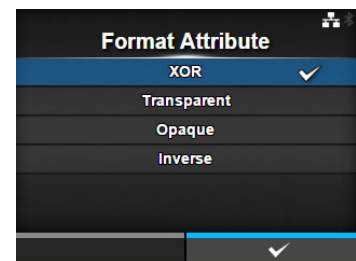 Format Attribute
XOR
Transparent
Opaque
Inverse